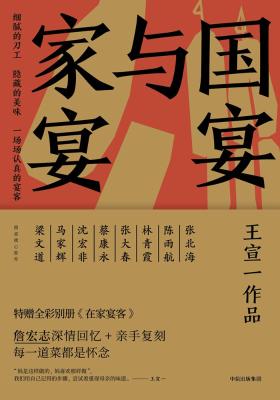 国宴
与
家宴
细腻的刀工 隐藏的美味 一场场认真的宴客
王宣一作品
张北海
陈雨航
林青霞
张大春
蔡康永
沈宏非
马家辉
梁文道
特赠全彩别册《在家宴客》
詹宏志深情回忆 + 亲手复刻
每一道菜都是怀念
中信出版集团